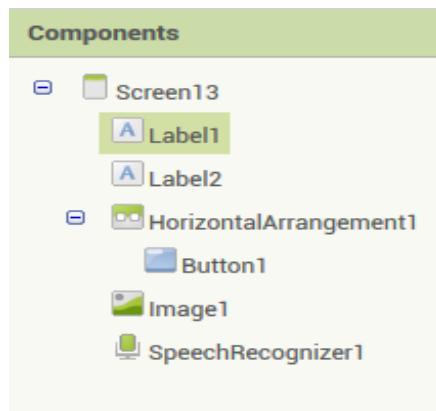 Components
Screen13
A Label1
A Label2
HorizontalArrangement1
Button1
Image1
SpeechRecognizer1